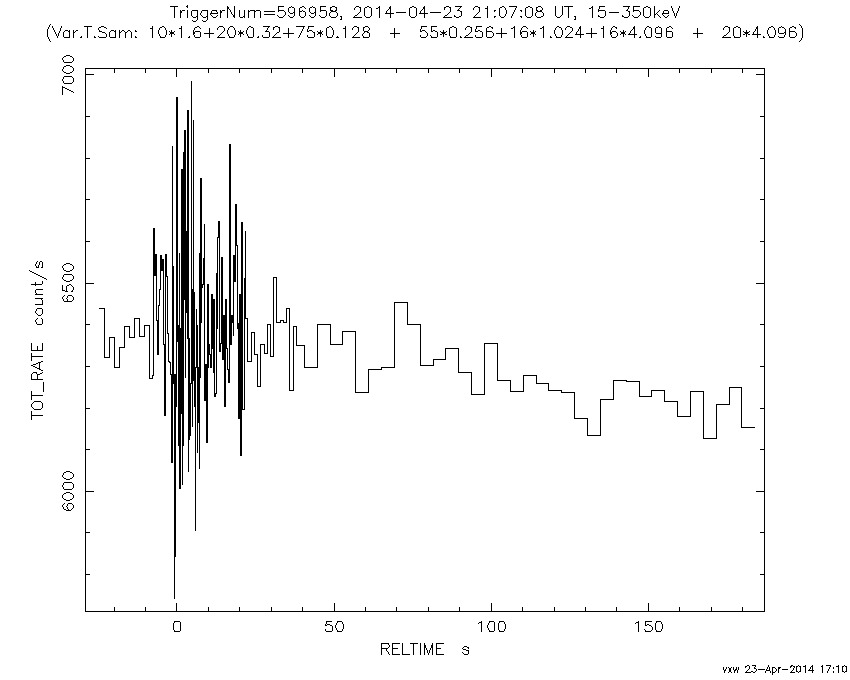 TriggerNum=596958, 2014-04-23 21:07:08 UT, 15-350keV
(Var.T.Sam: 10*1.6+20*0.32+75*0.128 + 55*0.256+16*1.024+16*4.096 + 20*4.096)
7000
6500
6000
TOT_RATE count/s
0 50 100 150
RELTIME s
vxw 23-Apr-2014 17:10